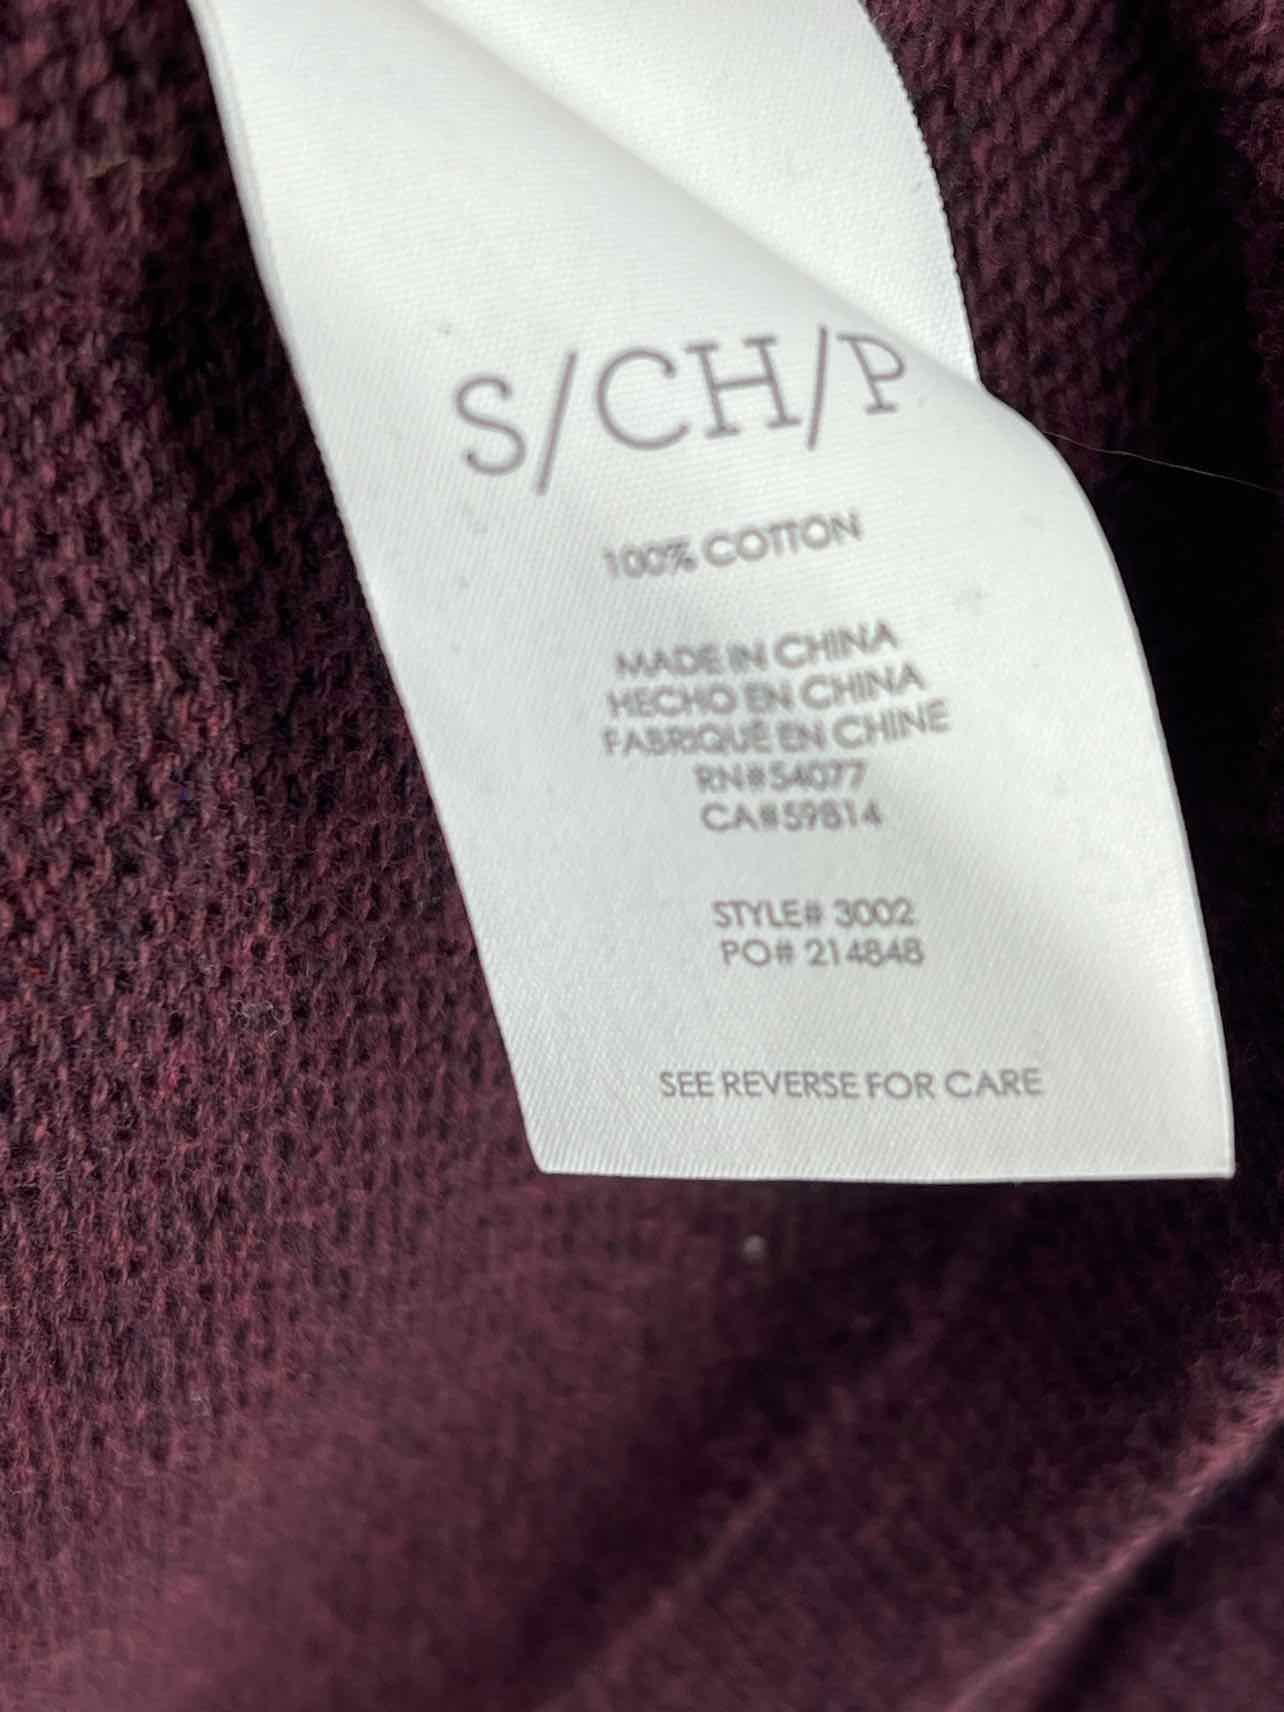 S/CH/P
100% COTTON
MADE IN CHINA
HECHO EN CHINA
FABRIQUÉ EN CHINE
RN#54077
CA#59814
STYLE# 3002
PO# 214848
SEE REVERSE FOR CARE